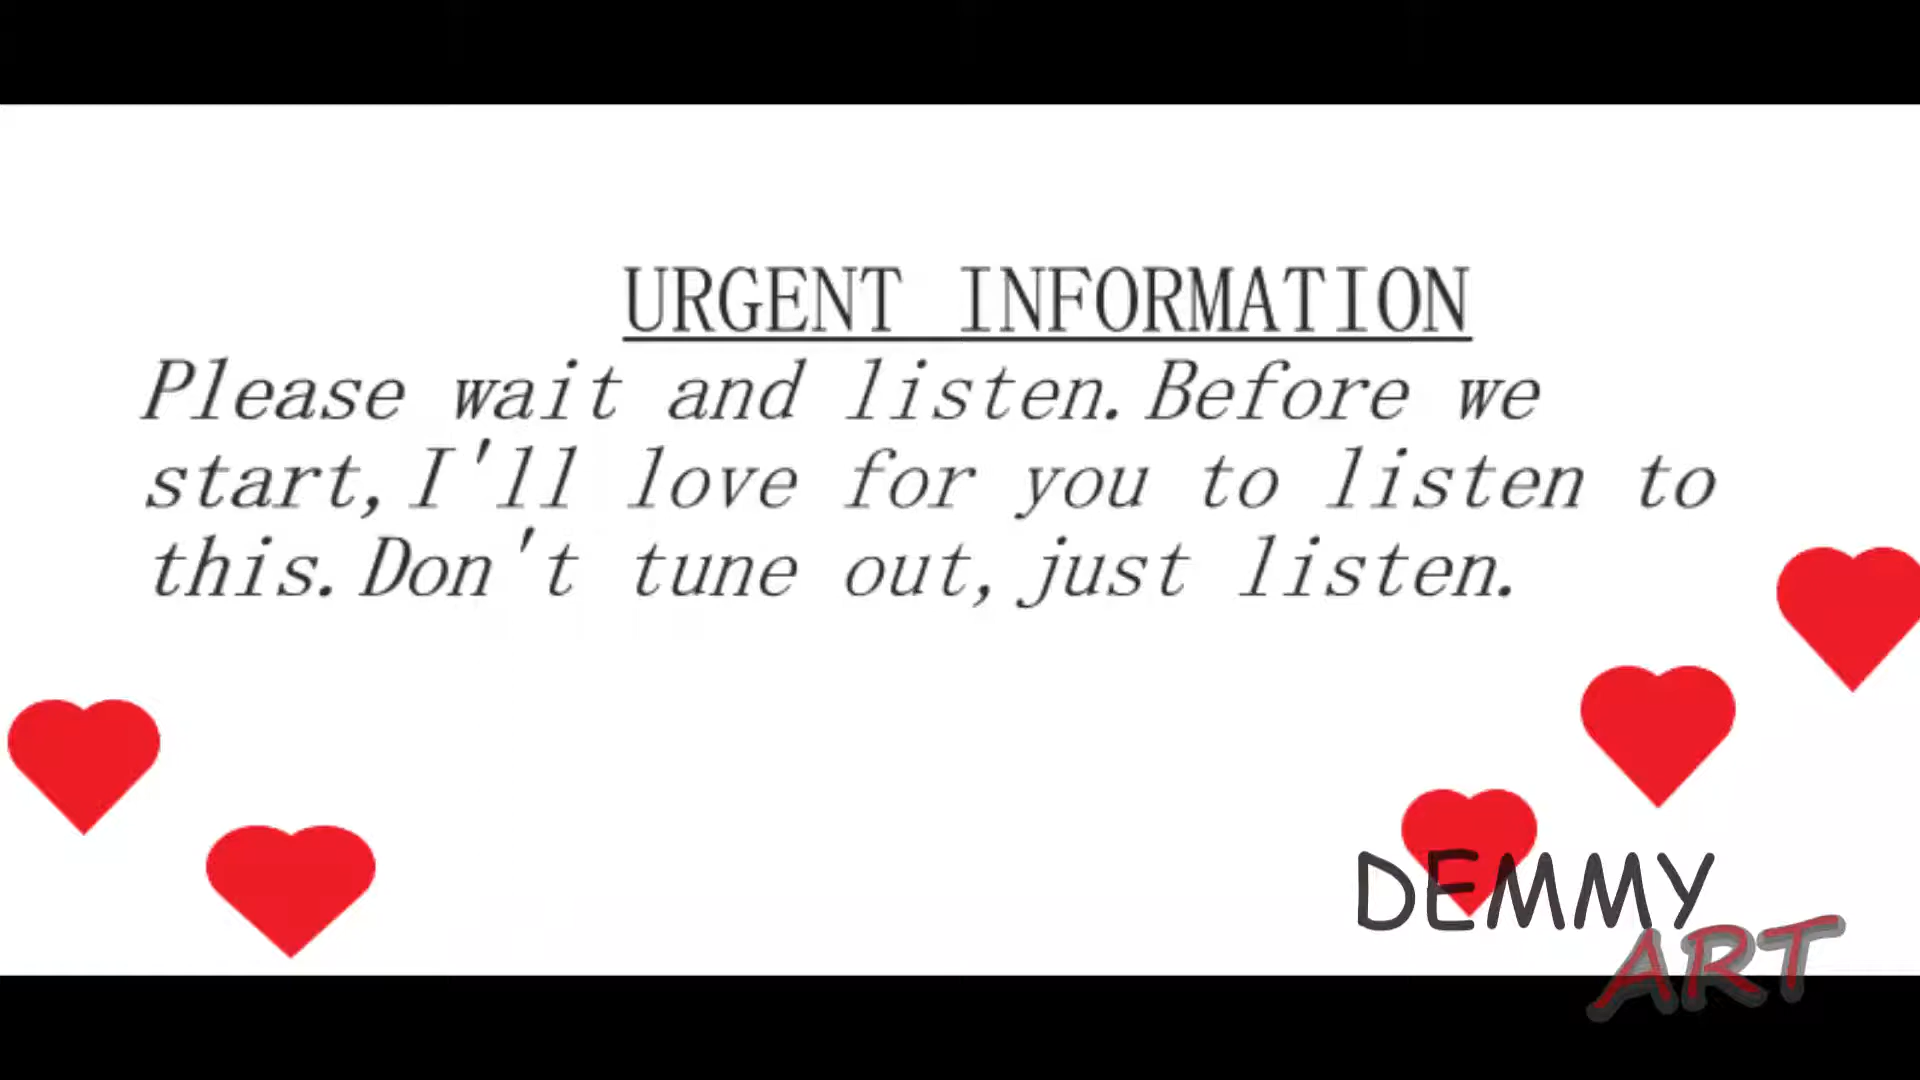 URGENT INFORMATION
Please wait and listen.Before we
start,I'll love for you to listen to
this.Don't tune out,just listen.
DEMMY
ART